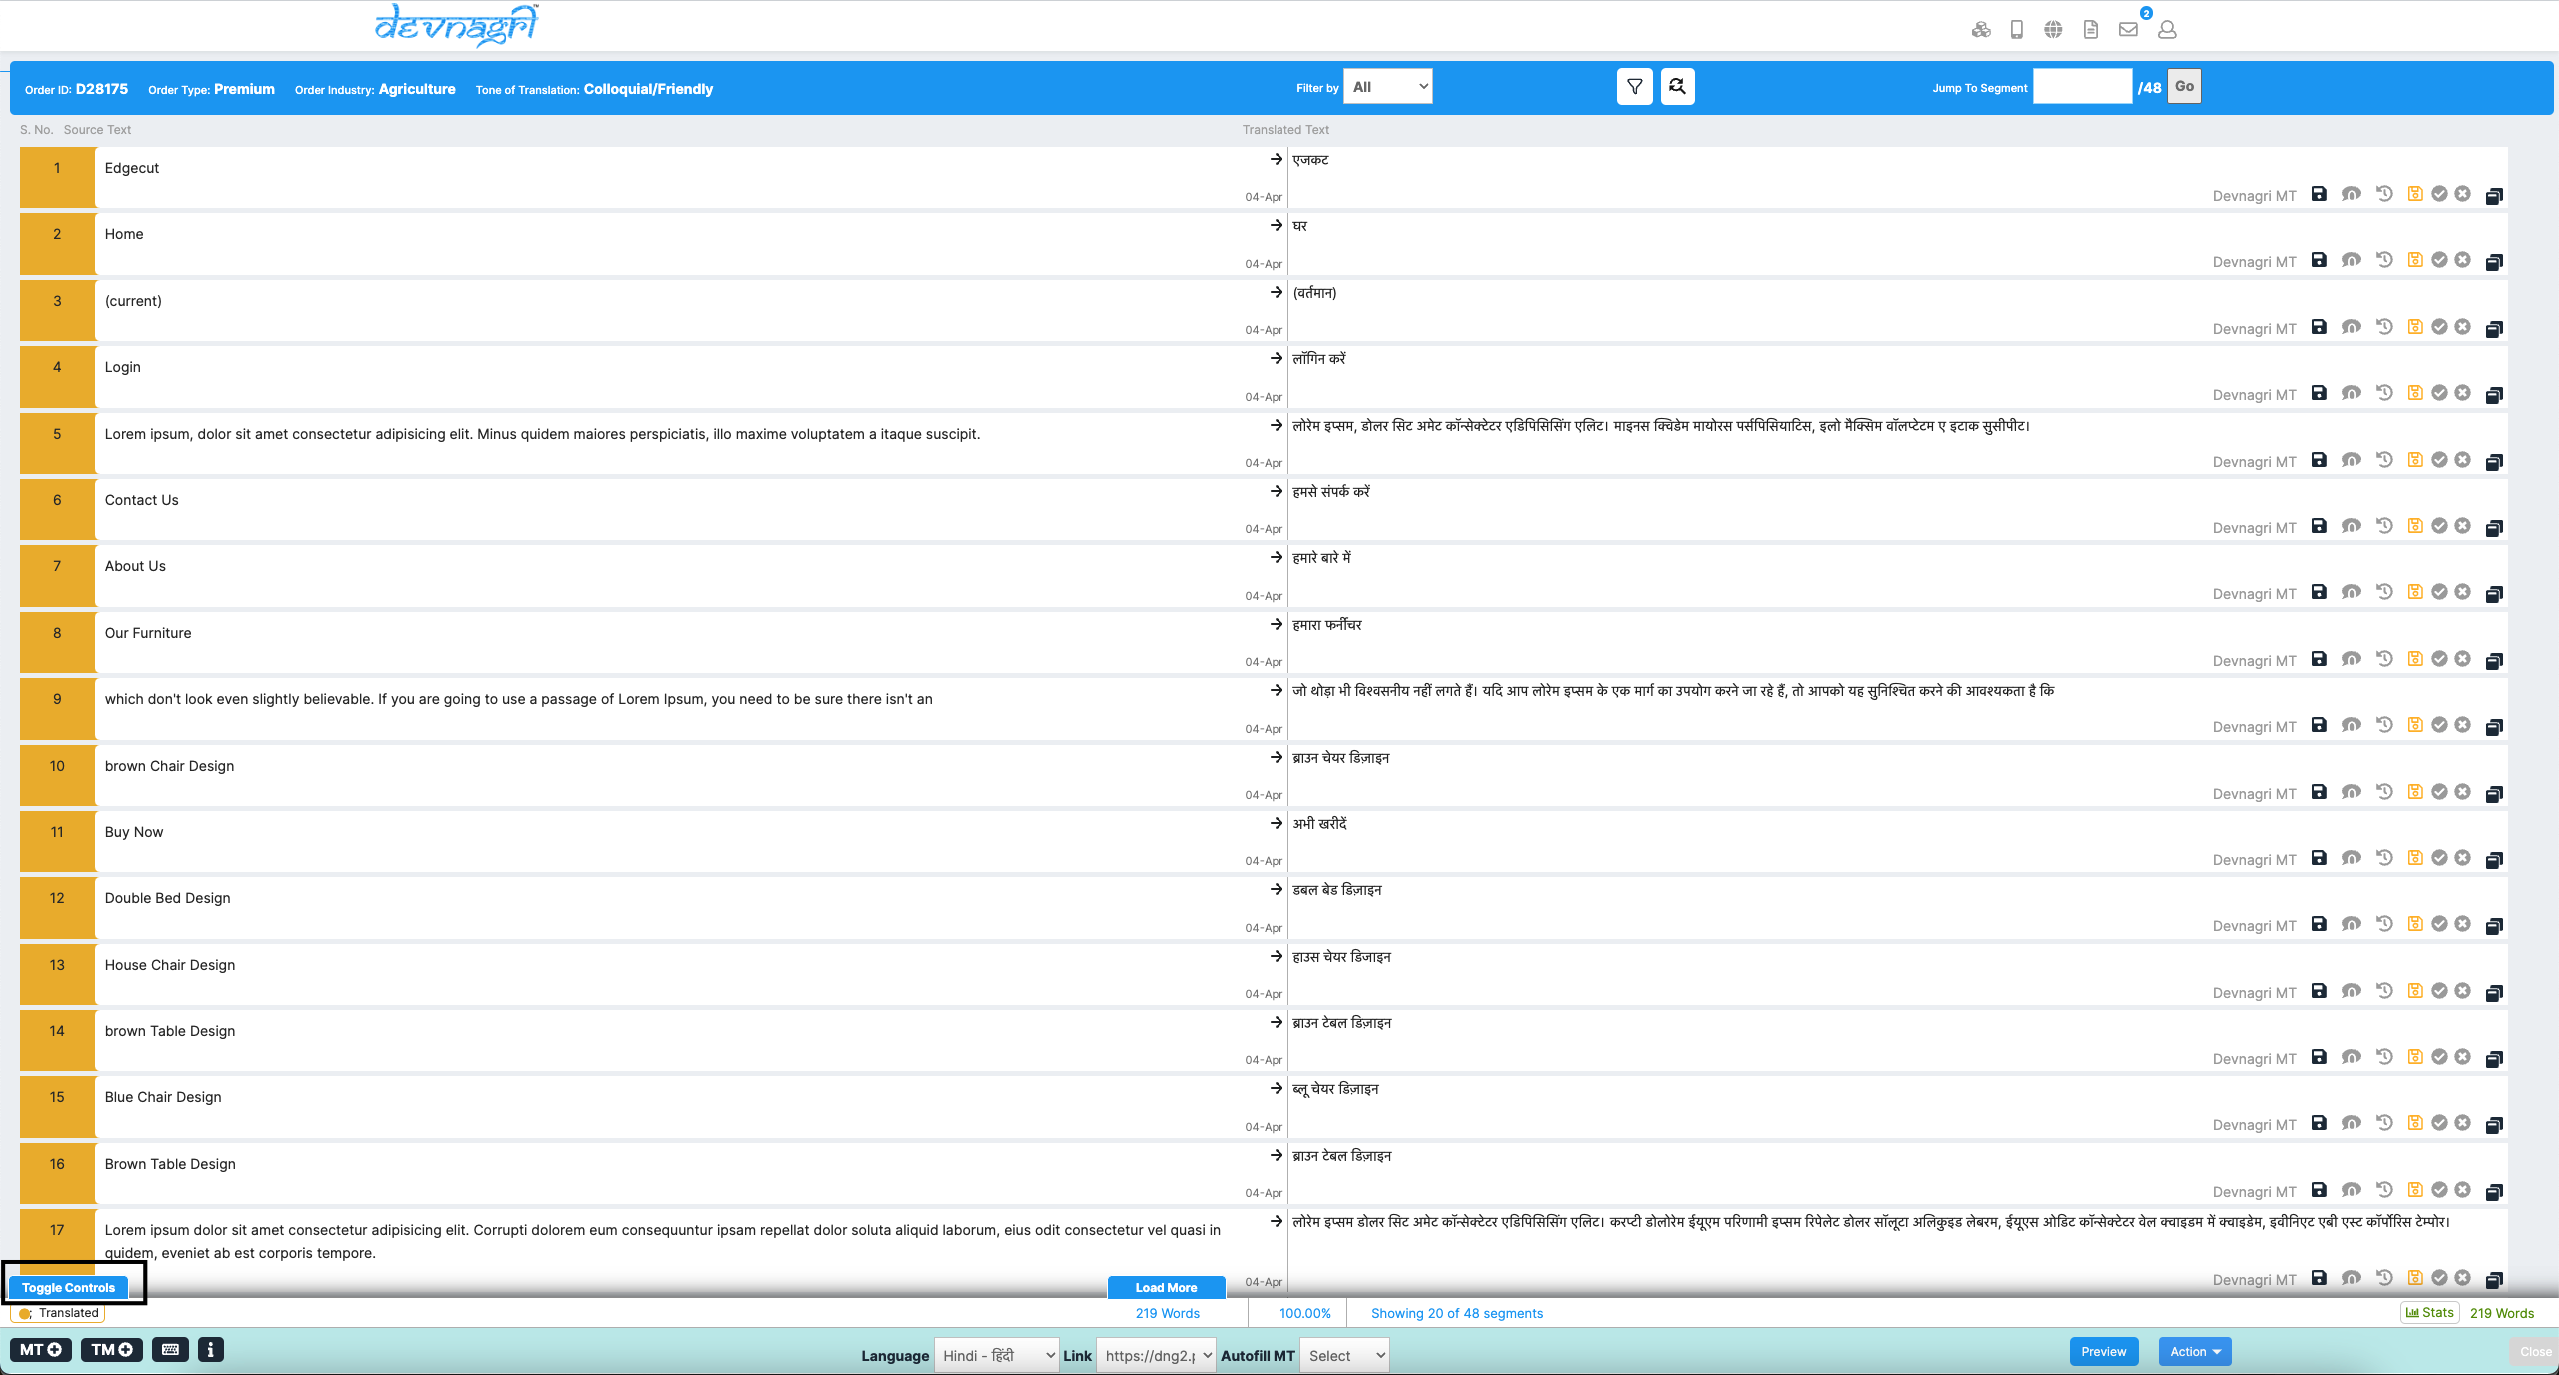 devnagri™
2
Order ID: D28175 Order Type: Premium Order Industry: Agriculture Tone of Translation: Colloquial/Friendly Filter by All Jump To Segment /48 Go
S. No. Source Text Translated Text
1 Edgecut एजकट
04-Apr Devnagri MT
2 Home घर
04-Apr Devnagri MT
3 (current) (वर्तमान)
04-Apr Devnagri MT
4 Login लॉगिन करें
04-Apr Devnagri MT
5 Lorem ipsum, dolor sit amet consectetur adipisicing elit. Minus quidem maiores perspiciatis, illo maxime voluptatem a itaque suscipit. लोरेम इप्सम, डोलर सिट अमेट कॉन्सेक्टेटर एडिपिसिसिंग एलिट। माइनस क्विडेम मायोरस पर्सपिसियाटिस, इलो मैक्सिम वॉलप्टेटम ए इटाक सुसीपीट।
04-Apr Devnagri MT
6 Contact Us हमसे संपर्क करें
04-Apr Devnagri MT
7 About Us हमारे बारे में
04-Apr Devnagri MT
8 Our Furniture हमारा फर्नीचर
04-Apr Devnagri MT
9 which don't look even slightly believable. If you are going to use a passage of Lorem Ipsum, you need to be sure there isn't an जो थोड़ा भी विश्वसनीय नहीं लगते हैं। यदि आप लोरेम इप्सम के एक मार्ग का उपयोग करने जा रहे हैं, तो आपको यह सुनिश्चित करने की आवश्यकता है कि
04-Apr Devnagri MT
10 brown Chair Design ब्राउन चेयर डिज़ाइन
04-Apr Devnagri MT
11 Buy Now अभी खरीदें
04-Apr Devnagri MT
12 Double Bed Design डबल बेड डिज़ाइन
04-Apr Devnagri MT
13 House Chair Design हाउस चेयर डिजाइन
04-Apr Devnagri MT
14 brown Table Design ब्राउन टेबल डिज़ाइन
04-Apr Devnagri MT
15 Blue Chair Design ब्लू चेयर डिज़ाइन
04-Apr Devnagri MT
16 Brown Table Design ब्राउन टेबल डिज़ाइन
04-Apr Devnagri MT
17 Lorem ipsum dolor sit amet consectetur adipisicing elit. Corrupti dolorem eum consequuntur ipsam repellat dolor soluta aliquid laborum, eius odit consectetur vel quasi in लोरेम इप्सम डोलर सिट अमेट कॉन्सेक्टेटर एडिपिसिसिंग एलिट। करप्टी डोलोरेम ईयूएम परिणामी इप्सम रिपेलेट डोलर सॉलूटा अलिकुइड लेबरम, ईयूएस ओडिट कॉन्सेक्टेटर वेल क्वाइडम में क्वाइडेम, इवीनिएट एबी एस्ट कॉर्पोरिस टेम्पोर।
quidem, eveniet ab est corporis tempore.
04-Apr Devnagri MT
Toggle Controls Load More
; Translated 219 Words 100.00% Showing 20 of 48 segments Stats 219 Words
MT TM Language Hindi - हिंदी Link https://dng2.p Autofill MT Select Preview Action Close